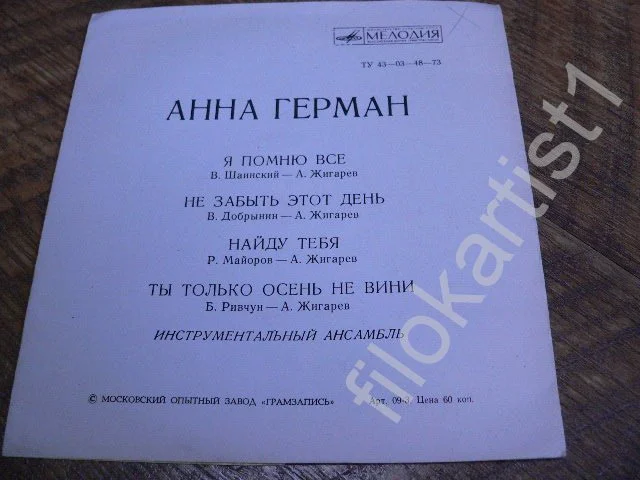 МЕЛОДИЯ
ТУ 43—03—48—73
АННА ГЕРМАН
Я ПОМНЮ ВСЕ
В. Шаинский — А. Жигарев
НЕ ЗАБЫТЬ ЭТОТ ДЕНЬ
В. Добрынин — А. Жигарев
НАЙДУ ТЕБЯ
Р. Майоров — А. Жигарев
ТЫ ТОЛЬКО ОСЕНЬ НЕ ВИНИ
Б. Ривчун — А. Жигарев
ИНСТРУМЕНТАЛЬНЫЙ АНСАМБЛЬ
© МОСКОВСКИЙ ОПЫТНЫЙ ЗАВОД «ГРАМЗАПИСЬ» Арт. Цена 60 коп.
filokartist1